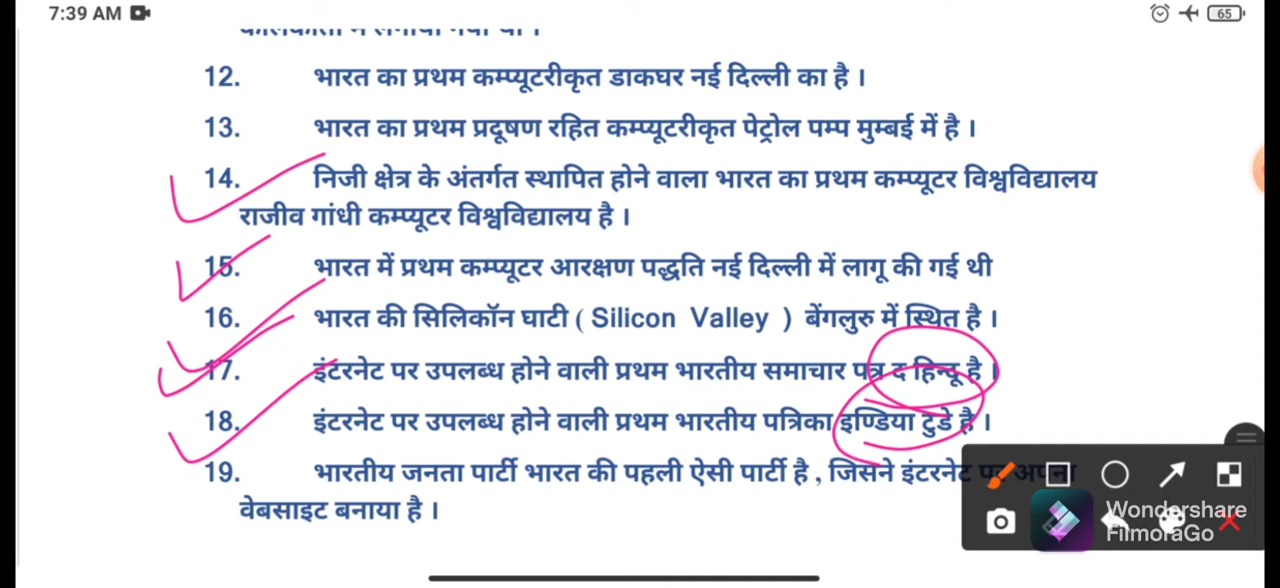 7:39 AM
65
12. भारत का प्रथम कम्प्यूटरीकृत डाकघर नई दिल्ली का है ।
13. भारत का प्रथम प्रदूषण रहित कम्प्यूटरीकृत पेट्रोल पम्प मुम्बई में है ।
14. निजी क्षेत्र के अंतर्गत स्थापित होने वाला भारत का प्रथम कम्प्यूटर विश्वविद्यालय
राजीव गांधी कम्प्यूटर विश्वविद्यालय है ।
15. भारत में प्रथम कम्प्यूटर आरक्षण पद्धति नई दिल्ली में लागू की गई थी
16. भारत की सिलिकॉन घाटी ( Silicon Valley ) बेंगलुरु में स्थित है ।
17. इंटरनेट पर उपलब्ध होने वाली प्रथम भारतीय समाचार पत्र द हिन्दू है ।
18. इंटरनेट पर उपलब्ध होने वाली प्रथम भारतीय पत्रिका इण्डिया टुडे है ।
19. भारतीय जनता पार्टी भारत की पहली ऐसी पार्टी है , जिसने इंटरनेट पर अपना
वेबसाइट बनाया है ।
Wondershare
FilmoraGo